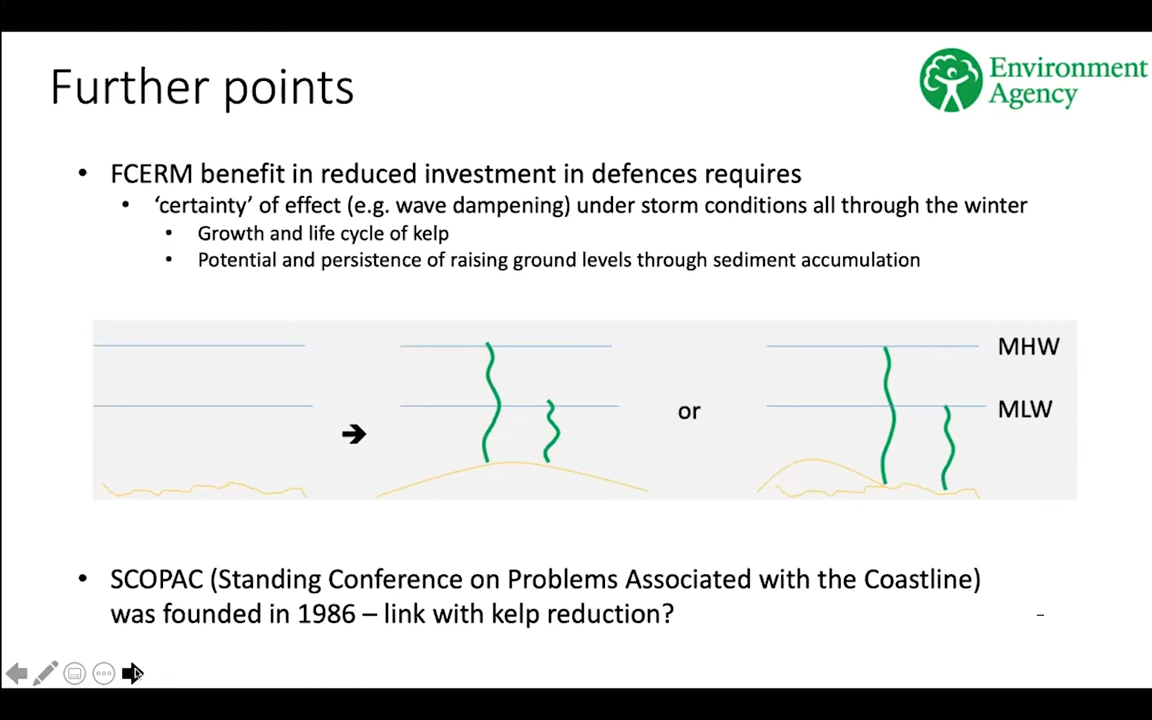 Further points
Environment
Agency
• FCERM benefit in reduced investment in defences requires
• ‘certainty’ of effect (e.g. wave dampening) under storm conditions all through the winter
• Growth and life cycle of kelp
• Potential and persistence of raising ground levels through sediment accumulation
MHW
or
MLW
• SCOPAC (Standing Conference on Problems Associated with the Coastline)
was founded in 1986 – link with kelp reduction?